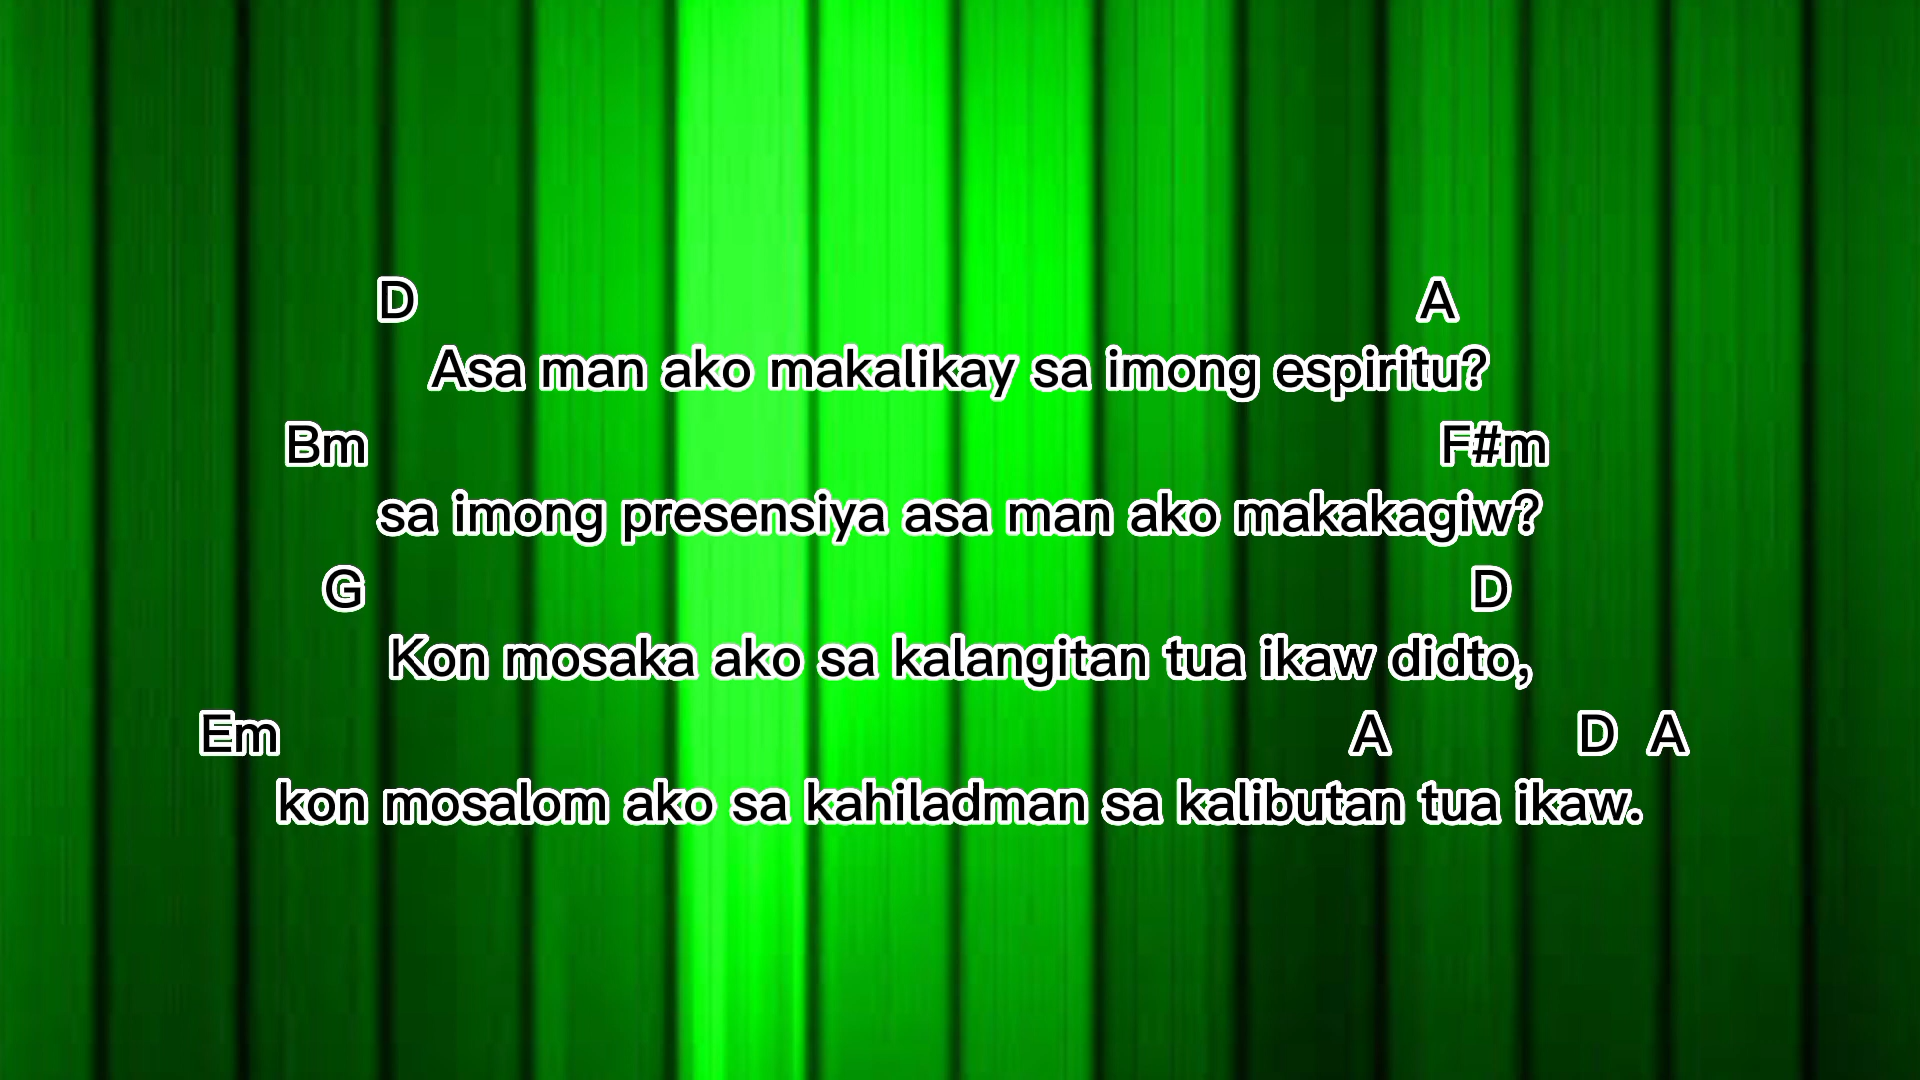 D A
Asa man ako makalikay sa imong espiritu?
Bm F#m
sa imong presensiya asa man ako makakagiw?
G D
Kon mosaka ako sa kalangitan tua ikaw didto,
Em A D A
kon mosalom ako sa kahiladman sa kalibutan tua ikaw.